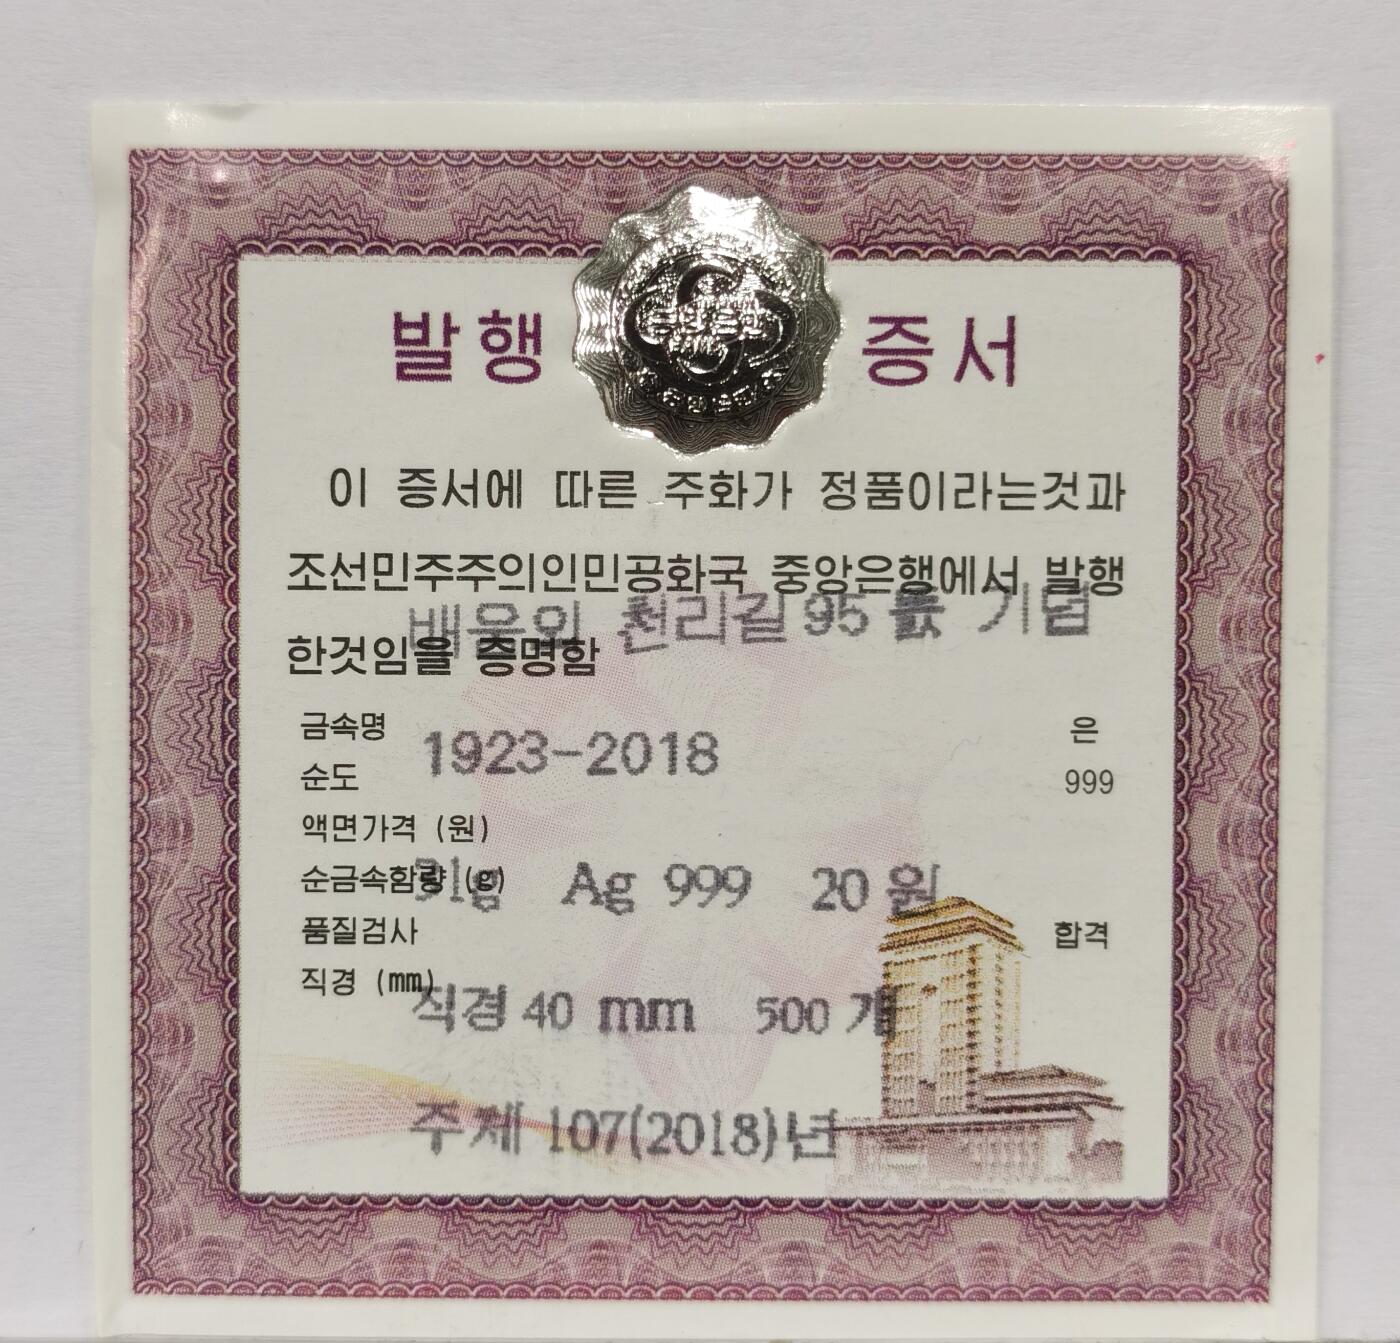 발행 증서
이 증서에 따른 주화가 정품이라는것과
조선민주주의인민공화국 중앙은행에서 발행
배움의 천리길 95 돐 기념
한것임을 증명함
금속명 은
1923-2018
순도 999
액면가격 (원)
순금속함량 (g)
31g Ag 999 20 원
품질검사 합격
직경 (mm)
직경 40 mm 500 개
주체 107(2018)년